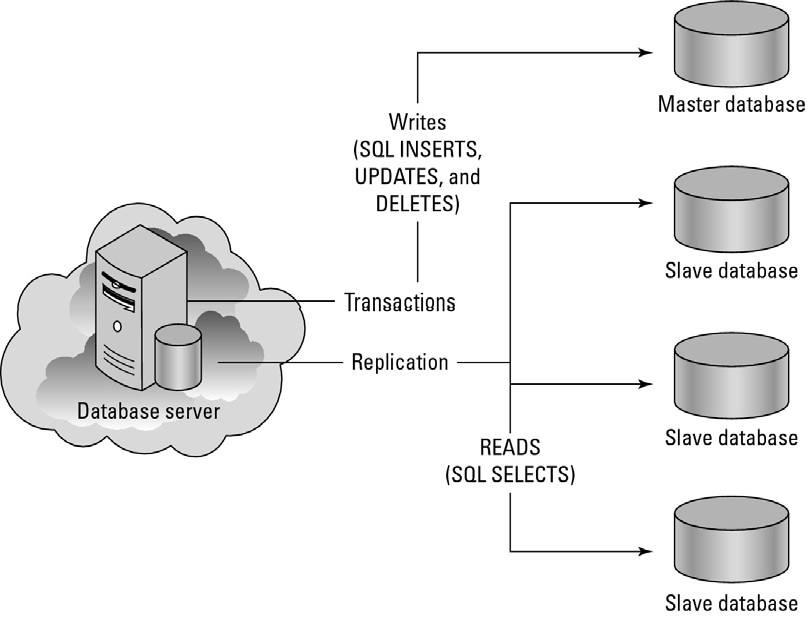 Master database
Writes
(SQL INSERTS,
UPDATES, and
DELETES)
Slave database
Transactions
Replication
Database server
Slave database
READS
(SQL SELECTS)
Slave database